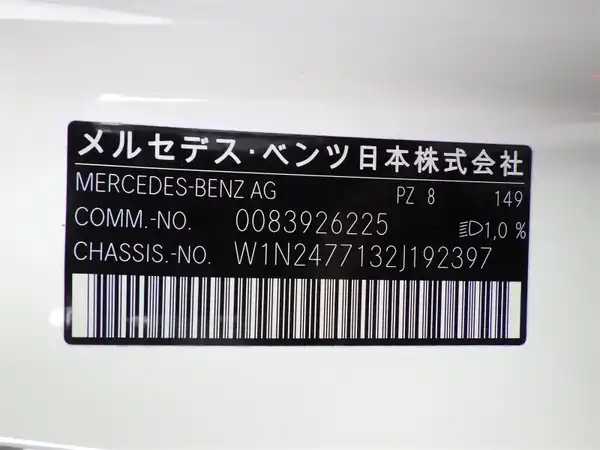 メルセデス・ベンツ日本株式会社
MERCEDES-BENZ AG PZ 8 149
COMM.-NO. 0083926225 1,0 %
CHASSIS.-NO. W1N2477132J192397